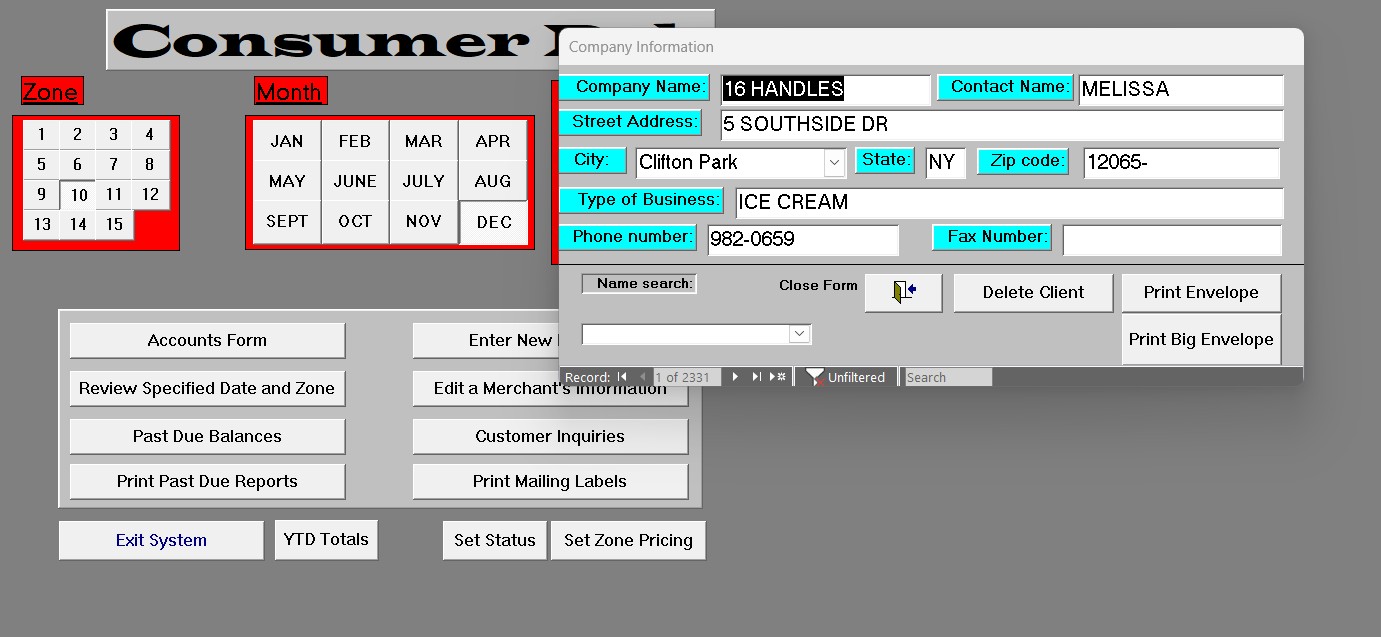 Consumer
Zone
1 2 3 4
5 6 7 8
9 10 11 12
13 14 15
Month
JAN FEB MAR APR
MAY JUNE JULY AUG
SEPT OCT NOV DEC
Company Information
Company Name: 16 HANDLES Contact Name: MELISSA
Street Address: 5 SOUTHSIDE DR
City: Clifton Park State: NY Zip code: 12065-
Type of Business: ICE CREAM
Phone number: 982-0659 Fax Number:
Name search: Close Form Delete Client Print Envelope
Print Big Envelope
Record: 1 of 2331 Unfiltered Search
Accounts Form Enter New
Review Specified Date and Zone Edit a Merchant's Information
Past Due Balances Customer Inquiries
Print Past Due Reports Print Mailing Labels
Exit System YTD Totals Set Status Set Zone Pricing